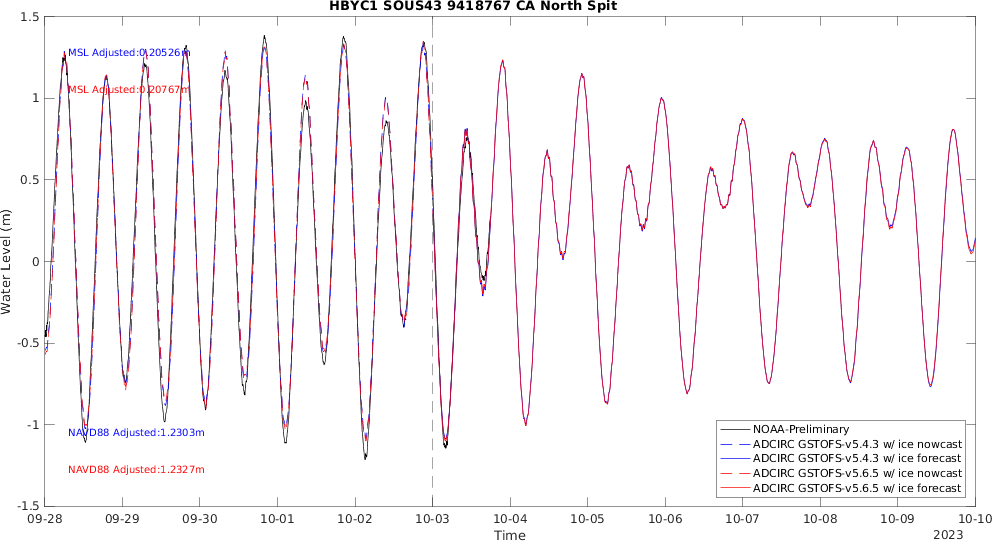 HBYC1 SOUS43 9418767 CA North Spit
1.5
1
0.5
0
-0.5
-1
-1.5
Water Level (m)
MSL Adjusted:0.20526m
MSL Adjusted:0.20767m
NAVD88 Adjusted:1.2303m
NAVD88 Adjusted:1.2327m
NOAA-Preliminary
ADCIRC GSTOFS-v5.4.3 w/ ice nowcast
ADCIRC GSTOFS-v5.4.3 w/ ice forecast
ADCIRC GSTOFS-v5.6.5 w/ ice nowcast
ADCIRC GSTOFS-v5.6.5 w/ ice forecast
09-28 09-29 09-30 10-01 10-02 10-03 10-04 10-05 10-06 10-07 10-08 10-09 10-10
Time
2023